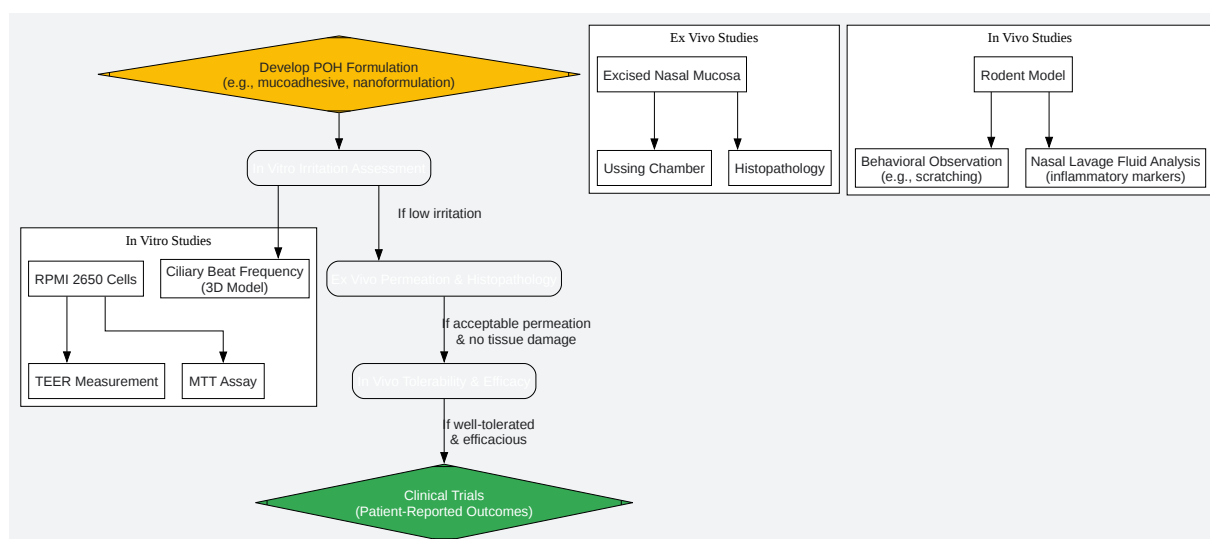 Develop POH Formulation
(e.g., mucoadhesive, nanoformulation)
In Vitro Irritation Assessment
If low irritation
Ex Vivo Permeation & Histopathology
If acceptable permeation
& no tissue damage
In Vivo Tolerability & Efficacy
If well-tolerated
& efficacious
Clinical Trials
(Patient-Reported Outcomes)
In Vitro Studies
RPMI 2650 Cells
Ciliary Beat Frequency
(3D Model)
TEER Measurement
MTT Assay
Ex Vivo Studies
Excised Nasal Mucosa
Ussing Chamber
Histopathology
In Vivo Studies
Rodent Model
Behavioral Observation
(e.g., scratching)
Nasal Lavage Fluid Analysis
(inflammatory markers)